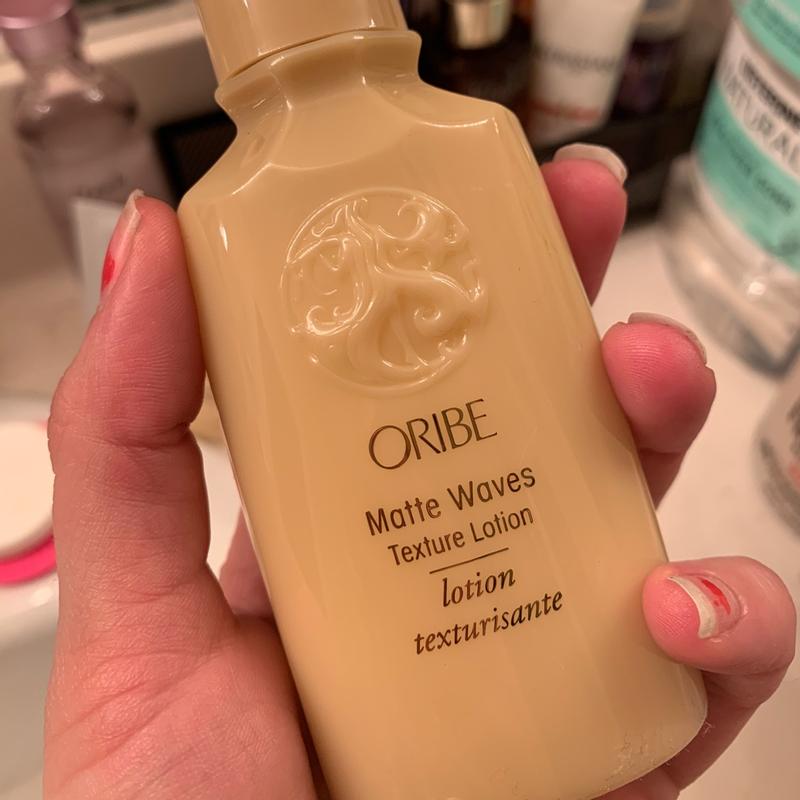 ORIBE
Matte Waves
Texture Lotion
lotion
texturisante